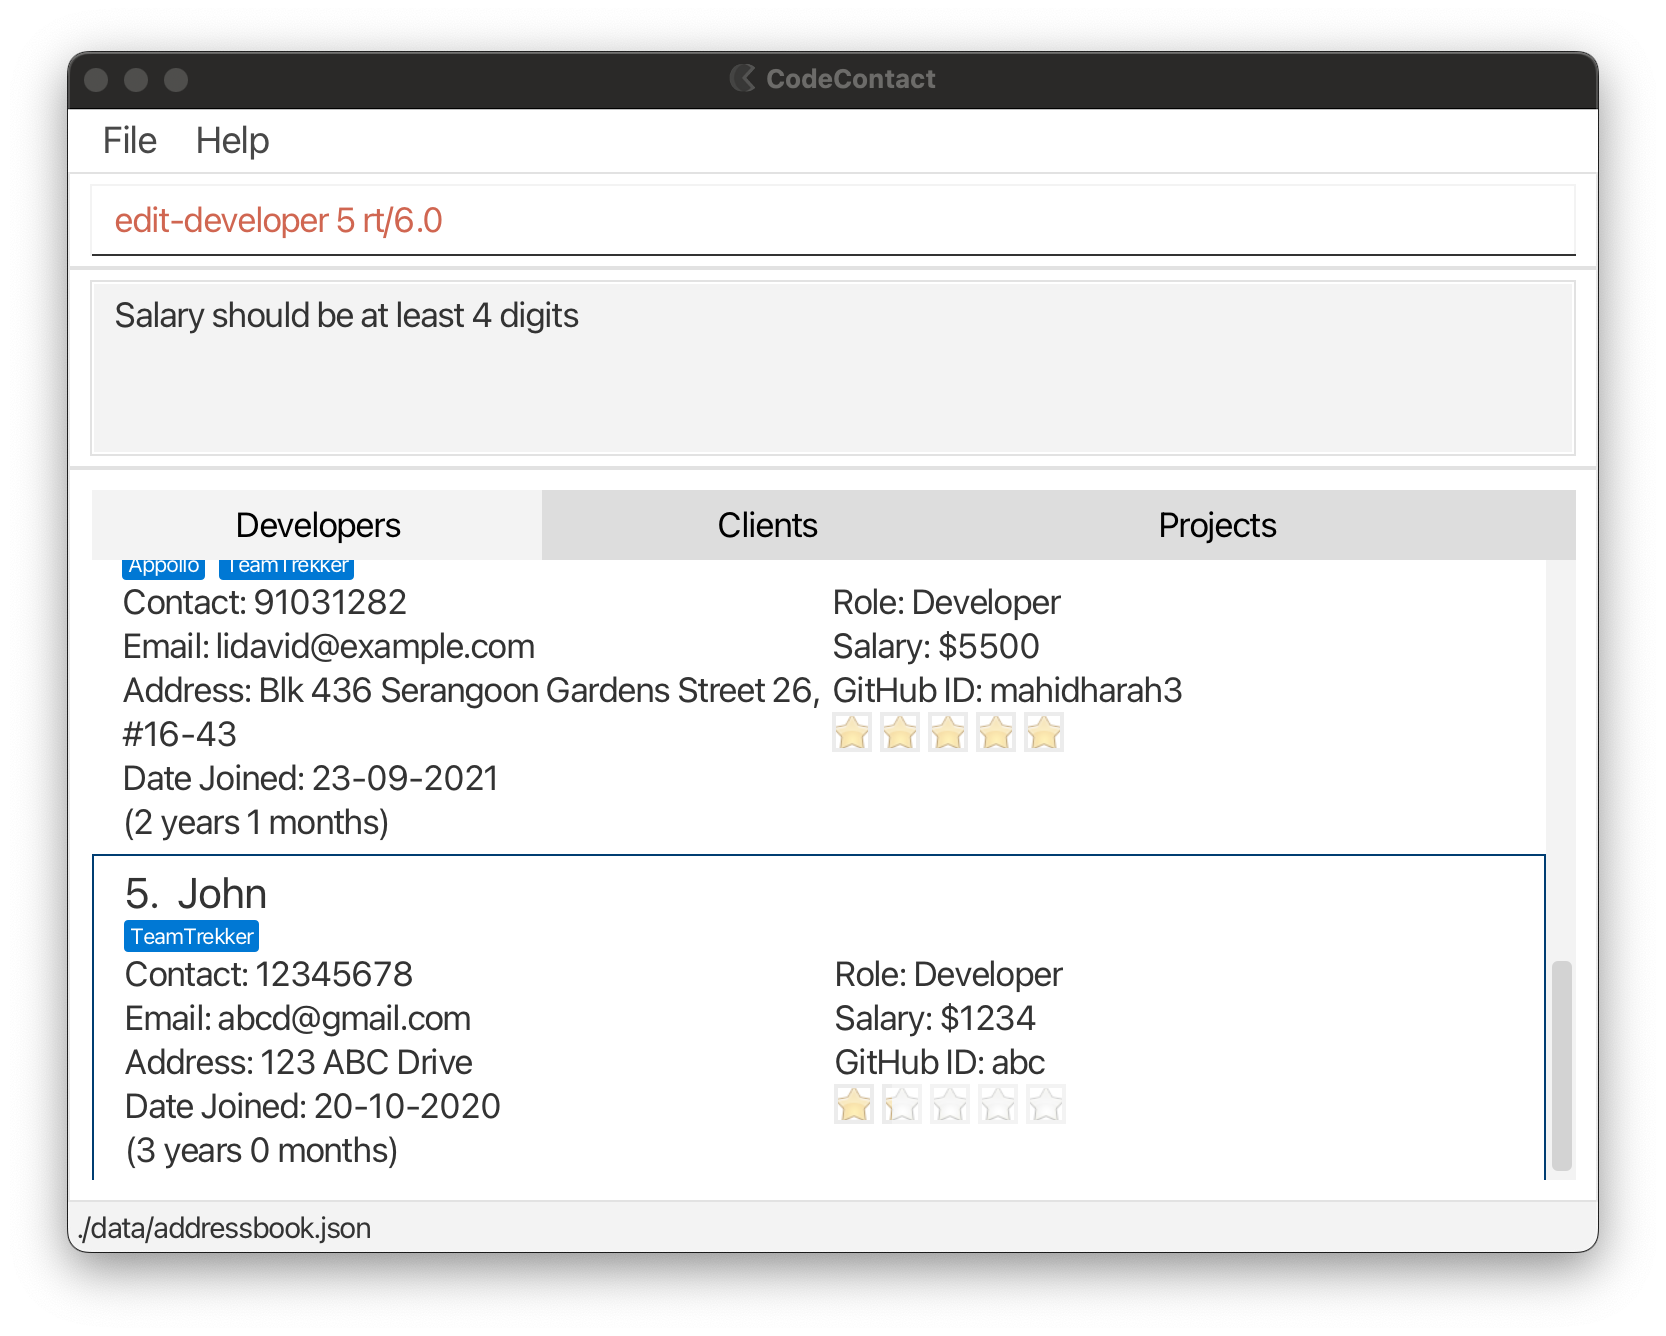 CodeContact
File Help
edit-developer 5 rt/6.0
Salary should be at least 4 digits
Developers Clients Projects
Appollo TeamTrekker
Contact: 91031282
Email: lidavid@example.com
Address: Blk 436 Serangoon Gardens Street 26,
#16-43
Date Joined: 23-09-2021
(2 years 1 months)
Role: Developer
Salary: $5500
GitHub ID: mahidharah3
5. John
TeamTrekker
Contact: 12345678
Email: abcd@gmail.com
Address: 123 ABC Drive
Date Joined: 20-10-2020
(3 years 0 months)
Role: Developer
Salary: $1234
GitHub ID: abc
./data/addressbook.json